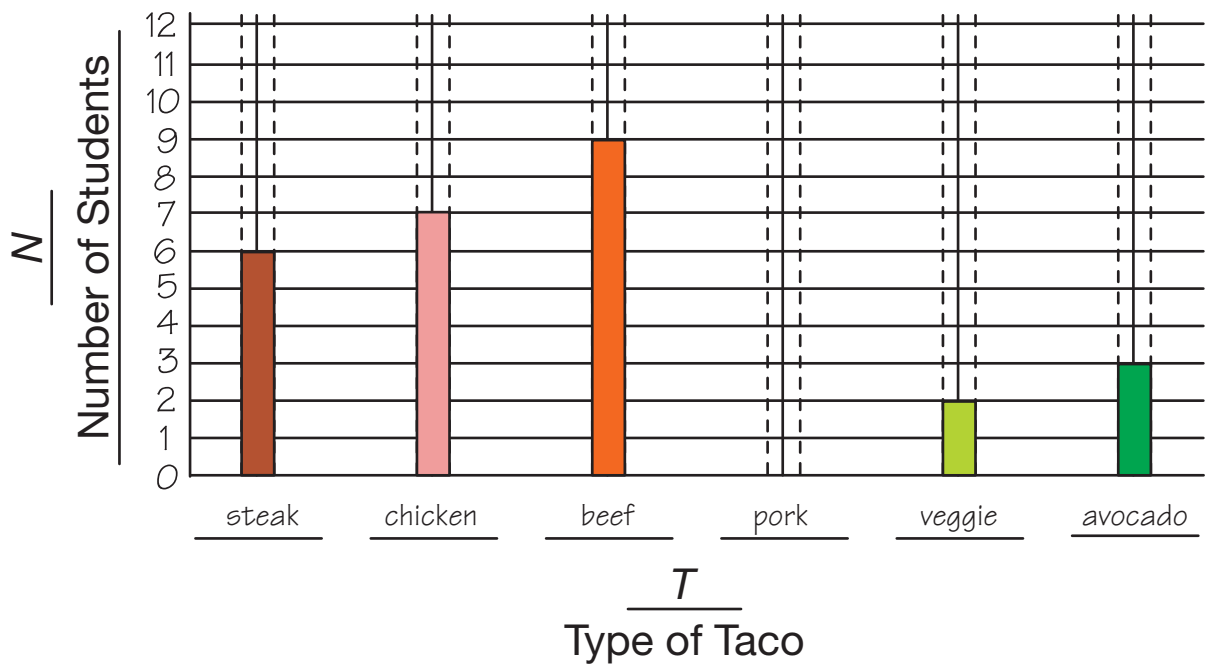 12
11
10
9
8
7
6
5
4
3
2
1
0
N
Number of Students
steak chicken beef pork veggie avocado
T
Type of Taco